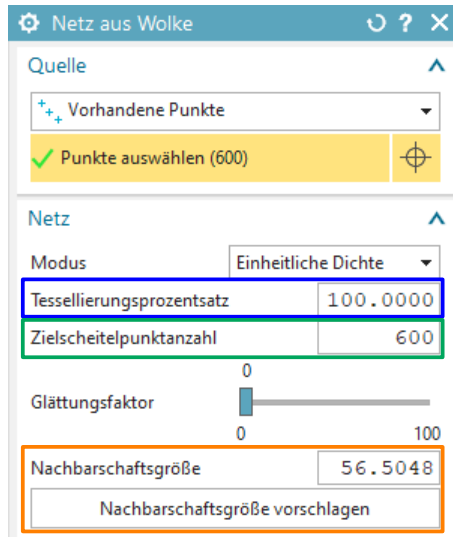 Netz aus Wolke
Quelle
Vorhandene Punkte
Punkte auswählen (600)
Netz
Modus Einheitliche Dichte
Tessellierungsprozentsatz 100.0000
Zielscheitelpunktanzahl 600
0
Glättungsfaktor
0 100
Nachbarschaftsgröße 56.5048
Nachbarschaftsgröße vorschlagen